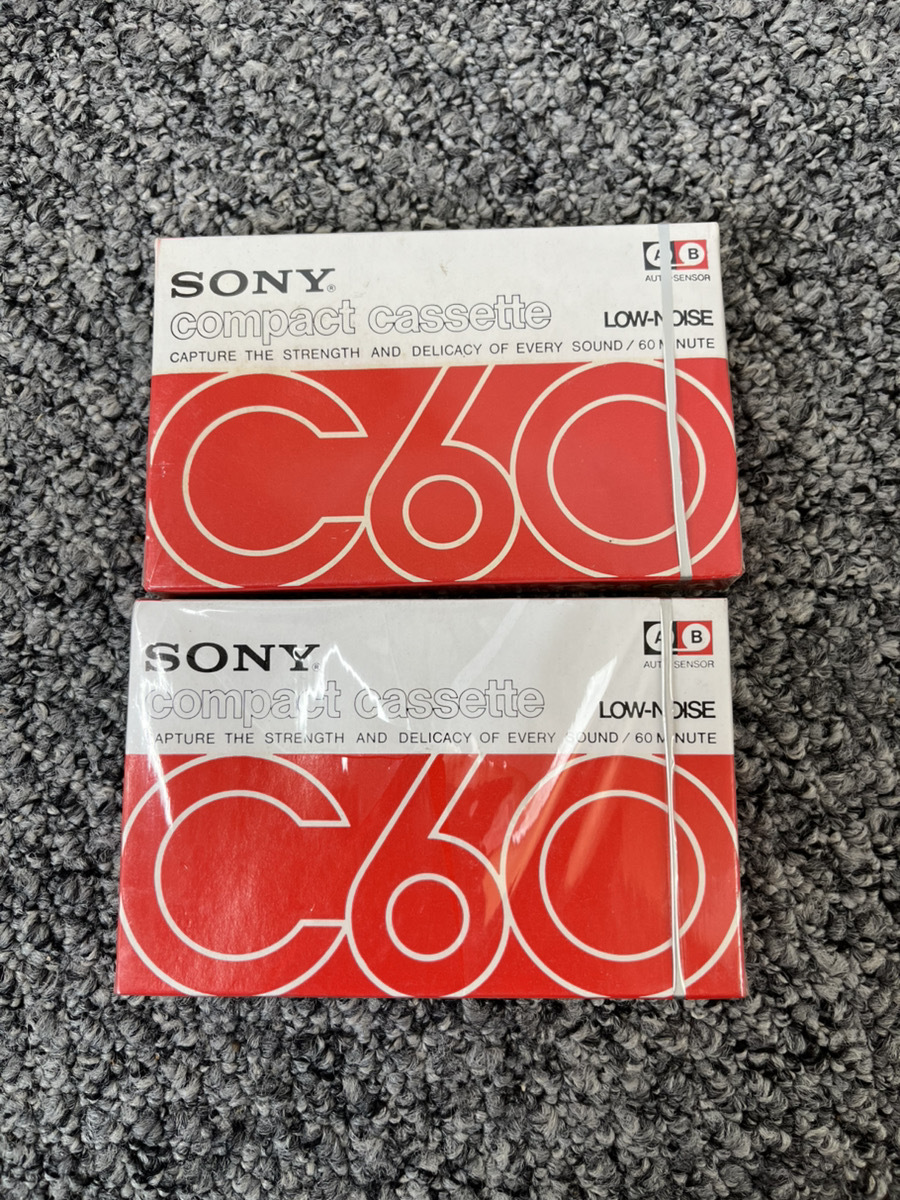 SONY®
A B
AUTO-SENSOR
compact cassette
LOW-NOISE
CAPTURE THE STRENGTH AND DELICACY OF EVERY SOUND / 60 MINUTE
C60
SONY®
A B
AUTO-SENSOR
compact cassette
LOW-NOISE
CAPTURE THE STRENGTH AND DELICACY OF EVERY SOUND / 60 MINUTE
C60